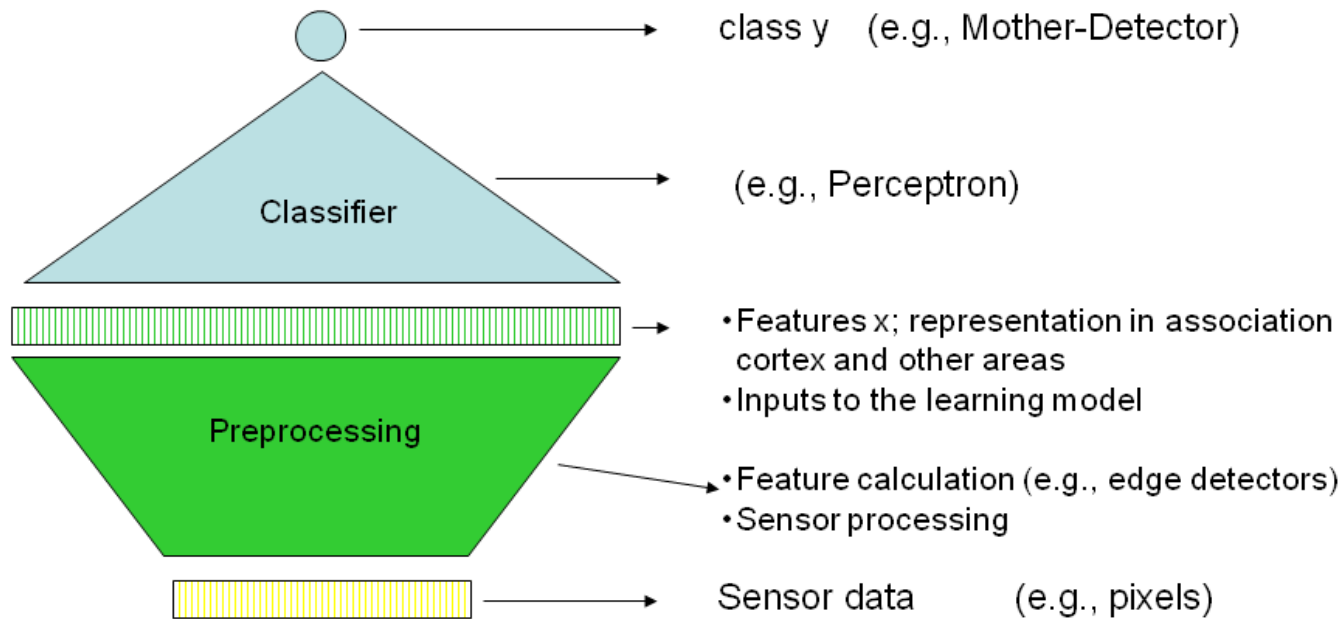 class y (e.g., Mother-Detector)
(e.g., Perceptron)
Classifier
•Features x; representation in association
cortex and other areas
•Inputs to the learning model
Preprocessing
•Feature calculation (e.g., edge detectors)
•Sensor processing
Sensor data (e.g., pixels)